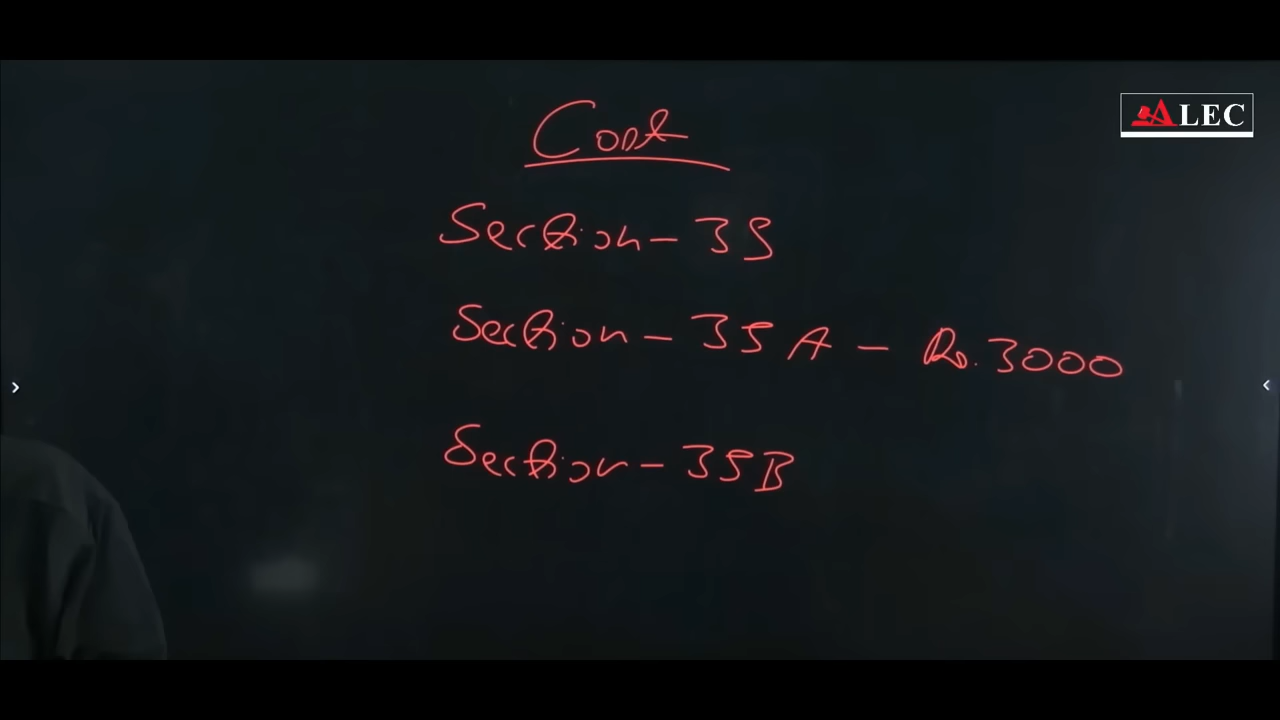 ALEC
Cost
Section - 35
Section - 35A - Rs. 3000
Section - 35B